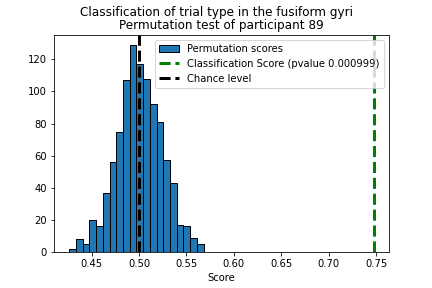 Classification of trial type in the fusiform gyri
Permutation test of participant 89
Permutation scores
Classification Score (pvalue 0.000999)
Chance level
120
100
80
60
40
20
0
0.45 0.50 0.55 0.60 0.65 0.70 0.75
Score